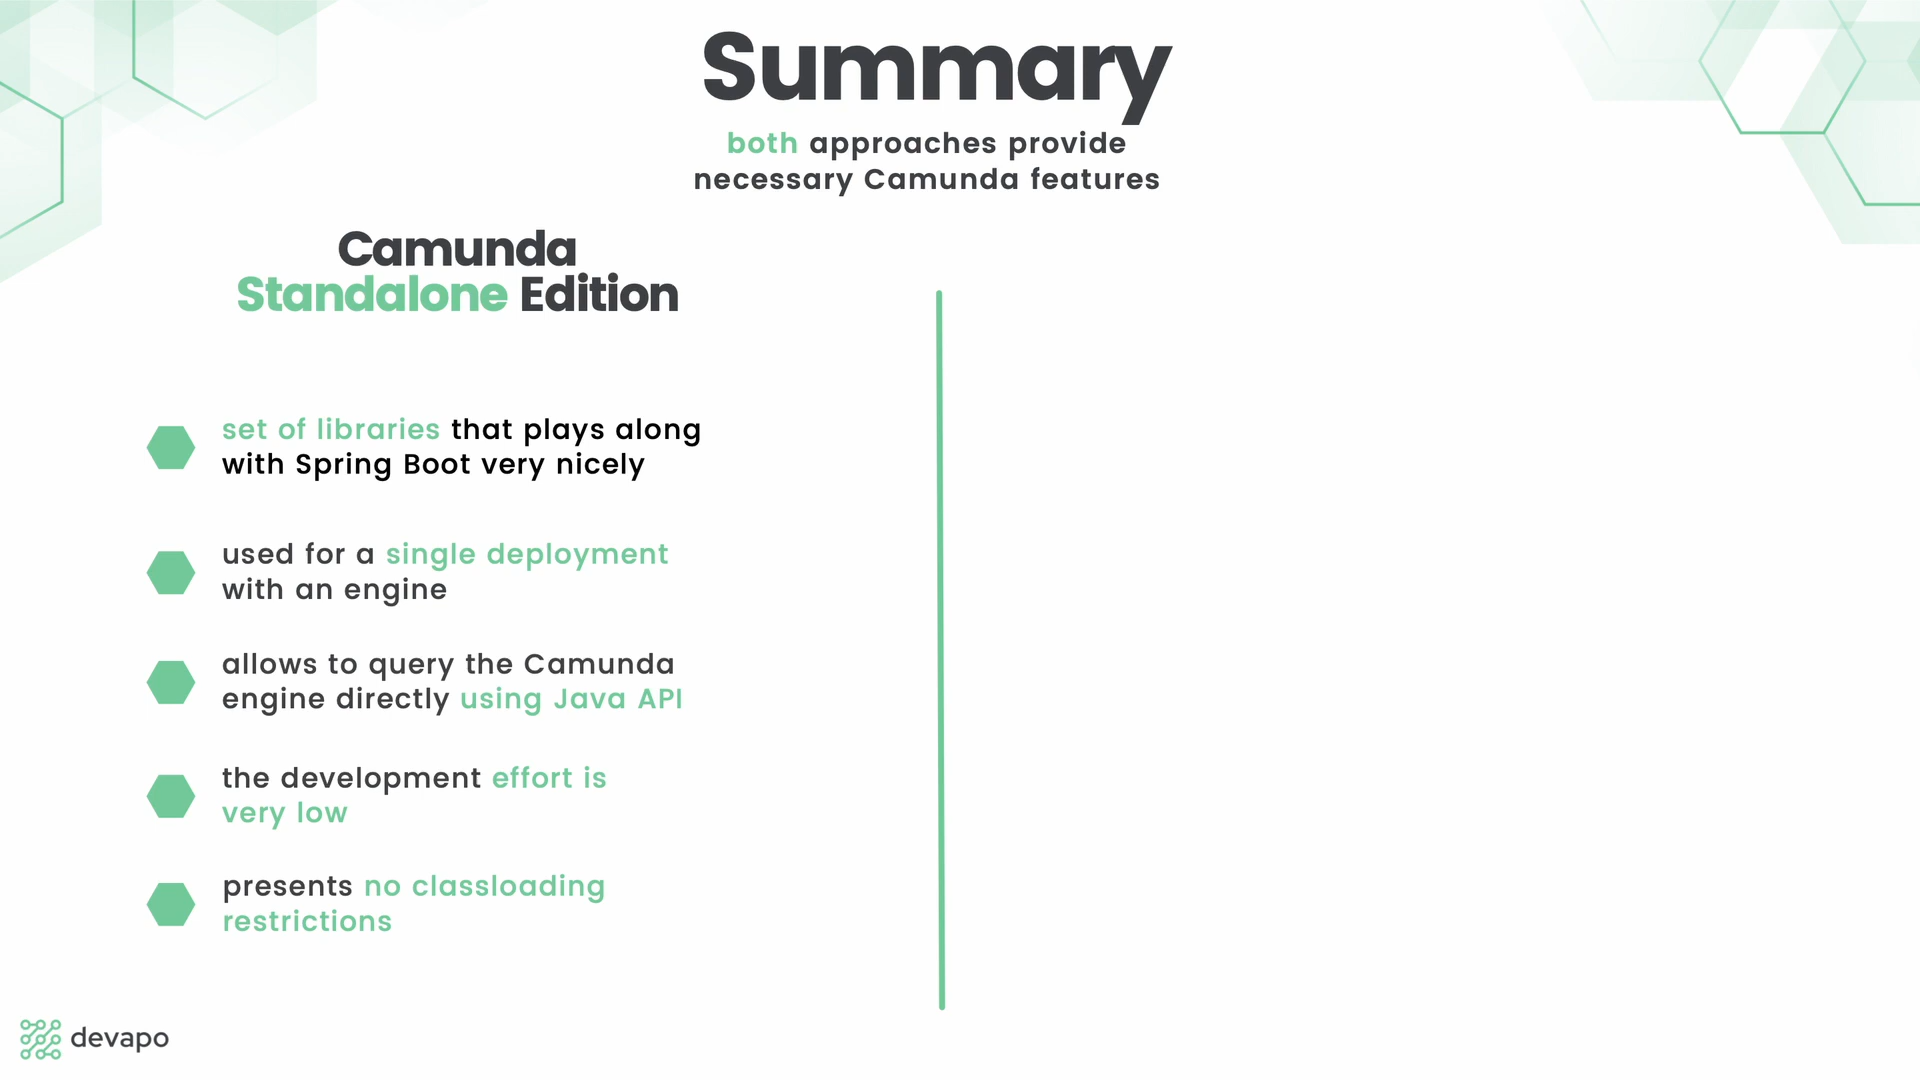 Summary
both approaches provide
necessary Camunda features
Camunda
Standalone Edition
set of libraries that plays along
with Spring Boot very nicely
used for a single deployment
with an engine
allows to query the Camunda
engine directly using Java API
the development effort is
very low
presents no classloading
restrictions
devapo